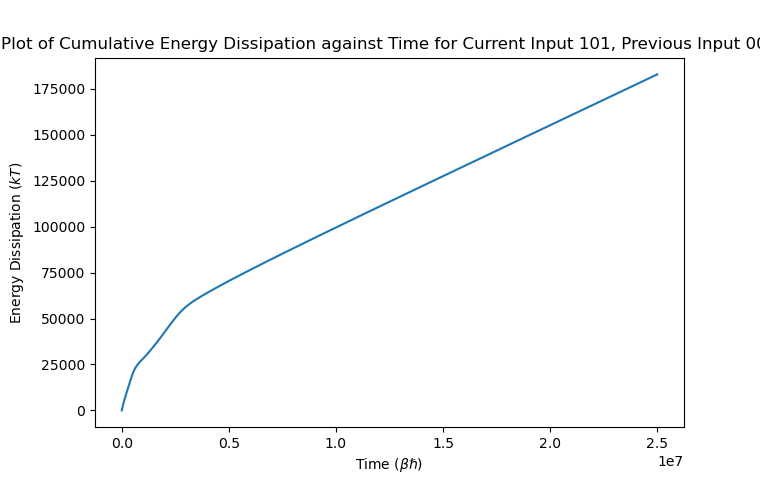 Plot of Cumulative Energy Dissipation against Time for Current Input 101, Previous Input 00
175000
150000
125000
100000
75000
50000
25000
0
Energy Dissipation (kT)
0.0 0.5 1.0 1.5 2.0 2.5
1e7
Time (βℏ)